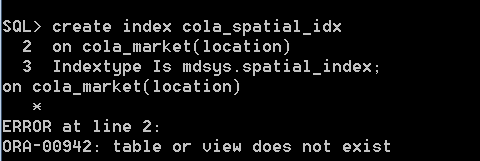 SQL> create index cola_spatial_idx
2 on cola_market(location)
3 Indextype Is mdsys.spatial_index;
on cola_market(location)
*
ERROR at line 2:
ORA-00942: table or view does not exist